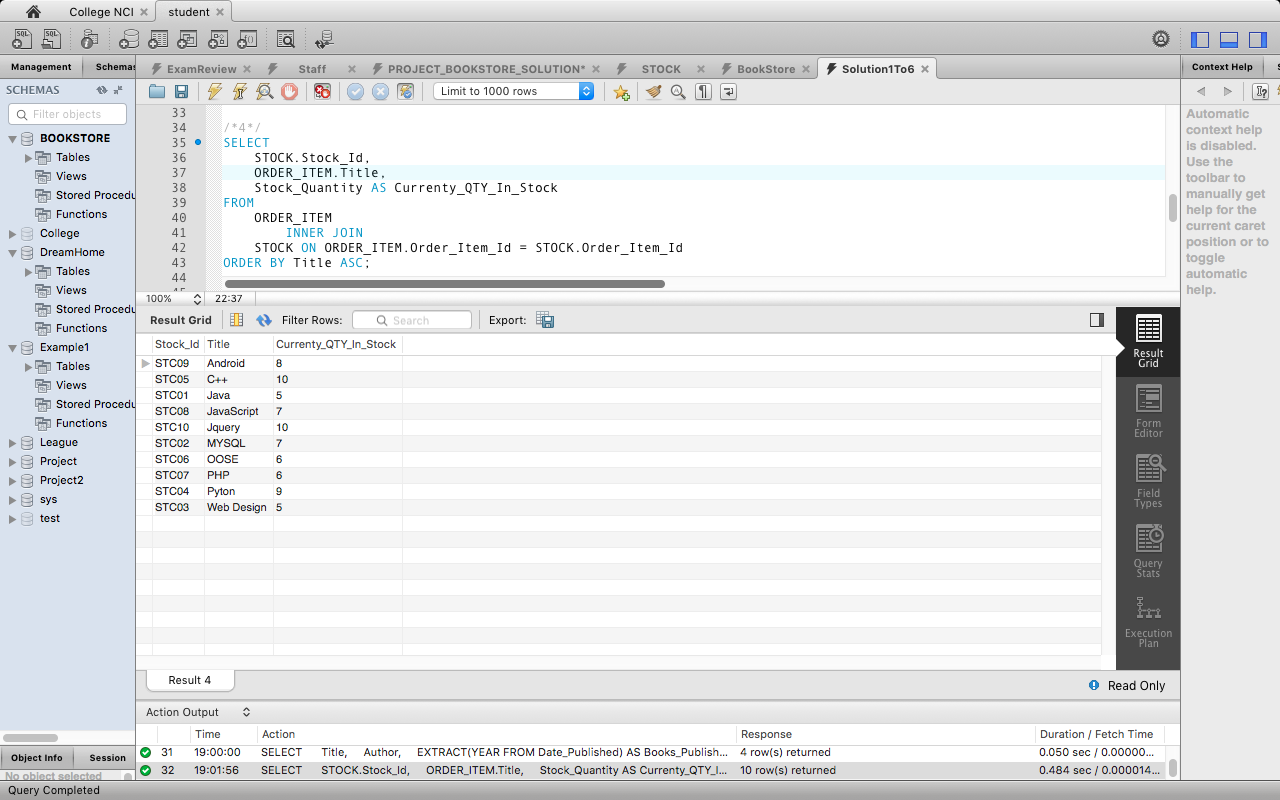 College NCI
student
Management
Schemas
SCHEMAS
Filter objects
BOOKSTORE
Tables
Views
Stored Procedu
Functions
College
DreamHome
Tables
Views
Stored Procedu
Functions
Example1
Tables
Views
Stored Procedu
Functions
League
Project
Project2
sys
test
Object Info
Session
No object selected
Query Completed
ExamReview
Staff
PROJECT_BOOKSTORE_SOLUTION*
STOCK
BookStore
Solution1To6
Limit to 1000 rows
33
34 /*4*/
35 SELECT
36 STOCK.Stock_Id,
37 ORDER_ITEM.Title,
38 Stock_Quantity AS Currenty_QTY_In_Stock
39 FROM
40 ORDER_ITEM
41 INNER JOIN
42 STOCK ON ORDER_ITEM.Order_Item_Id = STOCK.Order_Item_Id
43 ORDER BY Title ASC;
44
100% 22:37
Result Grid Filter Rows: Search Export:
Stock_Id Title Currenty_QTY_In_Stock
STC09 Android 8
STC05 C++ 10
STC01 Java 5
STC08 JavaScript 7
STC10 Jquery 10
STC02 MYSQL 7
STC06 OOSE 6
STC07 PHP 6
STC04 Pyton 9
STC03 Web Design 5
Result
Grid
Form
Editor
Field
Types
Query
Stats
Execution
Plan
Result 4
Read Only
Action Output
Time Action Response Duration / Fetch Time
31 19:00:00 SELECT Title, Author, EXTRACT(YEAR FROM Date_Published) AS Books_Publish... 4 row(s) returned 0.050 sec / 0.00000...
32 19:01:56 SELECT STOCK.Stock_Id, ORDER_ITEM.Title, Stock_Quantity AS Currenty_QTY_I... 10 row(s) returned 0.484 sec / 0.000014...
Context Help
Automatic
context help
is disabled.
Use the
toolbar to
manually get
help for the
current caret
position or to
toggle
automatic
help.